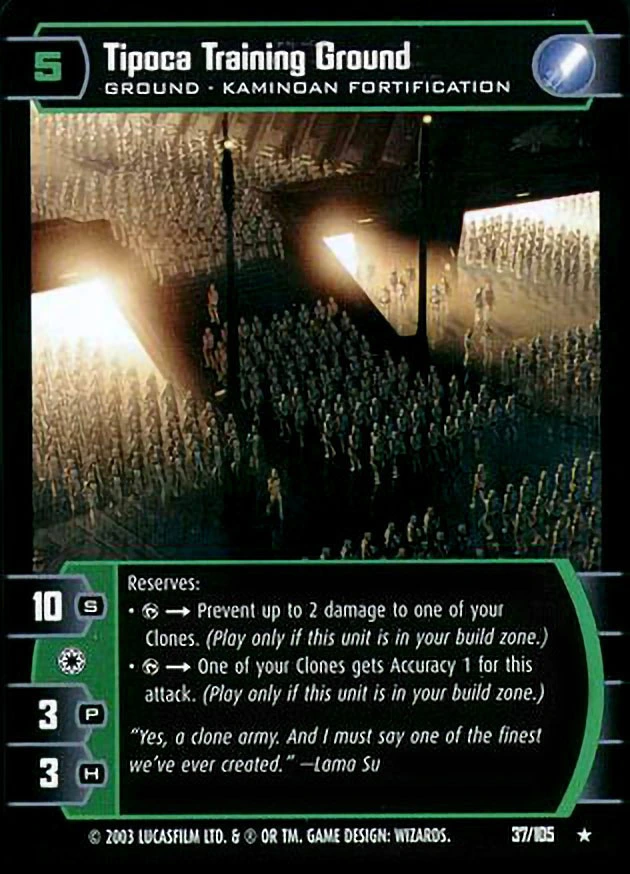 5
Tipoca Training Ground
GROUND · KAMINOAN FORTIFICATION
10 S
3 P
3 H
Reserves:
• → Prevent up to 2 damage to one of your
Clones. (Play only if this unit is in your build zone.)
• → One of your Clones gets Accuracy 1 for this
attack. (Play only if this unit is in your build zone.)
"Yes, a clone army. And I must say one of the finest
we've ever created." —Lama Su
© 2003 LUCASFILM LTD. & ® OR TM. GAME DESIGN: WIZARDS. 37/105 ★